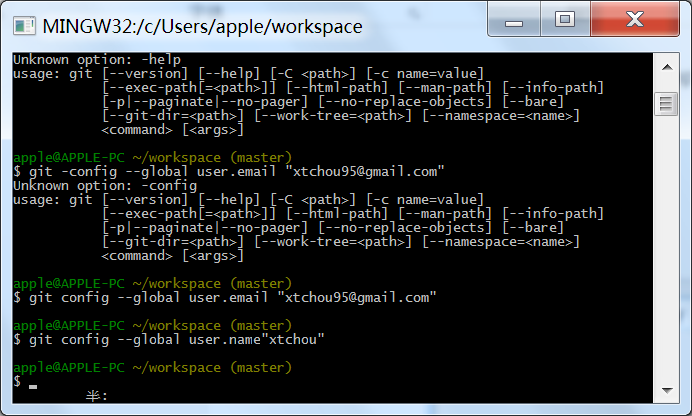 MINGW32:/c/Users/apple/workspace
Unknown option: -help
usage: git [--version] [--help] [-C <path>] [-c name=value]
[--exec-path[=<path>]] [--html-path] [--man-path] [--info-path]
[-p|--paginate|--no-pager] [--no-replace-objects] [--bare]
[--git-dir=<path>] [--work-tree=<path>] [--namespace=<name>]
<command> [<args>]
apple@APPLE-PC ~/workspace (master)
$ git -config --global user.email "xtchou95@gmail.com"
Unknown option: -config
usage: git [--version] [--help] [-C <path>] [-c name=value]
[--exec-path[=<path>]] [--html-path] [--man-path] [--info-path]
[-p|--paginate|--no-pager] [--no-replace-objects] [--bare]
[--git-dir=<path>] [--work-tree=<path>] [--namespace=<name>]
<command> [<args>]
apple@APPLE-PC ~/workspace (master)
$ git config --global user.email "xtchou95@gmail.com"
apple@APPLE-PC ~/workspace (master)
$ git config --global user.name"xtchou"
apple@APPLE-PC ~/workspace (master)
$
半: